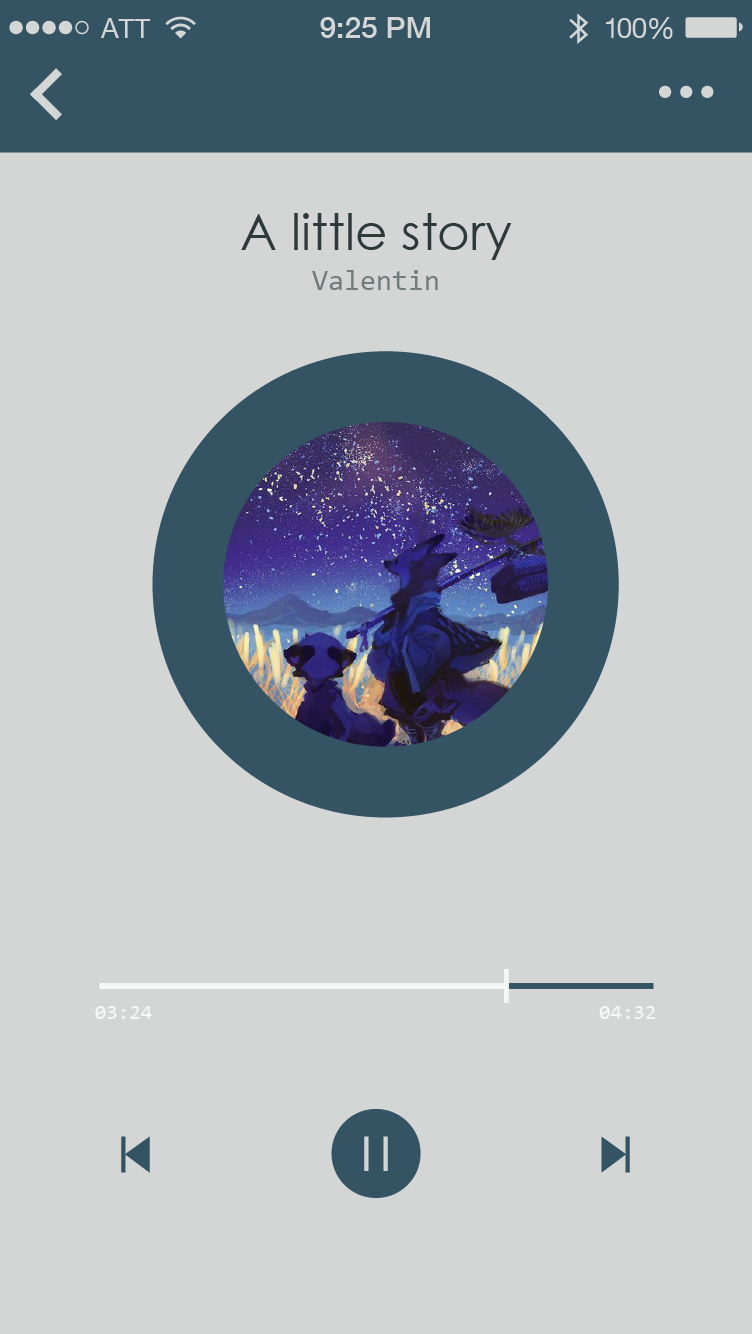 ATT 9:25 PM 100%
A little story
Valentin
03:24 04:32